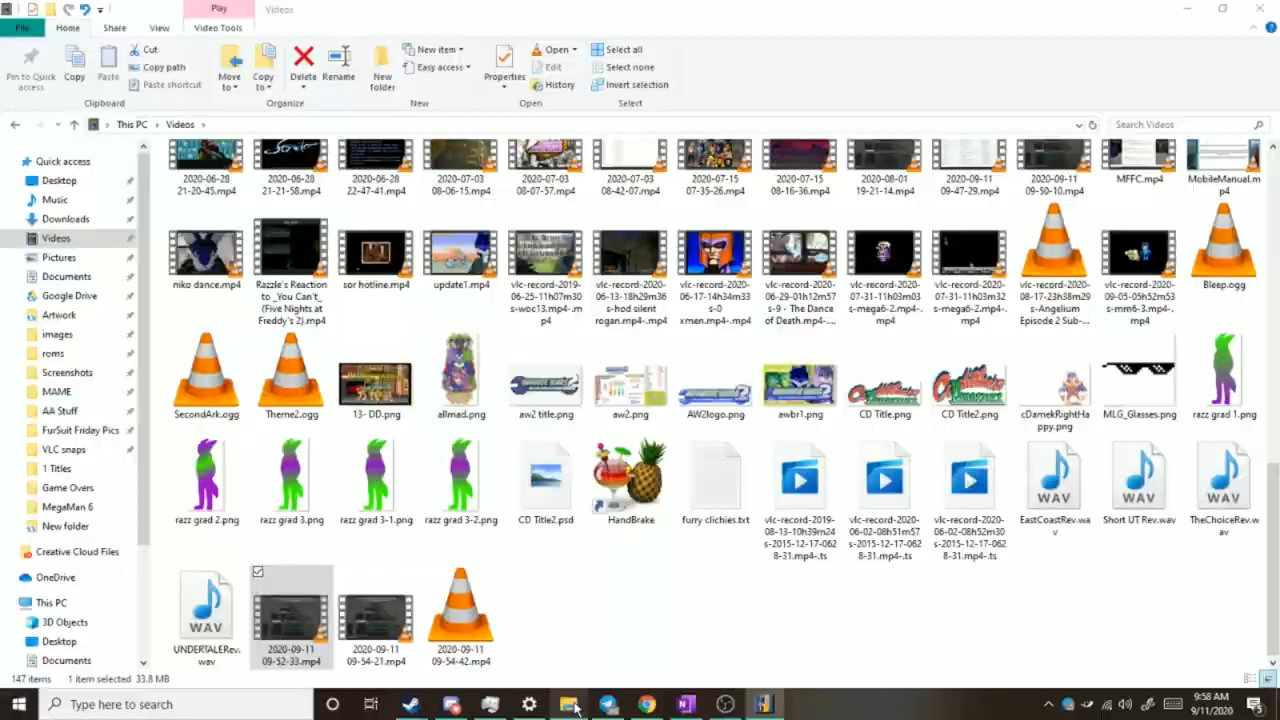 Play
Videos
File
Home
Share
View
Video Tools
Pin to Quick access
Copy
Paste
Cut
Copy path
Paste shortcut
Clipboard
Move to
Copy to
Delete
Rename
Organize
New folder
New item
Easy access
New
Properties
Open
Edit
History
Open
Select all
Select none
Invert selection
Select
This PC
Videos
Search Videos
Quick access
Desktop
Music
Downloads
Videos
Pictures
Documents
Google Drive
Artwork
images
roms
Screenshots
MAME
AA Stuff
FurSuit Friday Pics
VLC snaps
1 Titles
Game Overs
MegaMan 6
New folder
Creative Cloud Files
OneDrive
This PC
3D Objects
Desktop
Documents
2020-06-28 21-20-45.mp4
2020-06-28 21-21-58.mp4
2020-06-28 22-47-41.mp4
2020-07-03 08-06-15.mp4
2020-07-03 08-07-57.mp4
2020-07-03 08-42-07.mp4
2020-07-15 07-35-26.mp4
2020-07-15 08-16-36.mp4
2020-08-01 19-21-14.mp4
2020-09-11 09-47-29.mp4
2020-09-11 09-50-10.mp4
MFFC.mp4
MobileManual.mp4
niko dance.mp4
Razzle's Reaction to _You Can't_ (Five Nights at Freddy's 2).mp4
sor hotline.mp4
update1.mp4
vlc-record-2019-06-25-11h07m30s-woc13.mp4-.mp4
vlc-record-2020-06-13-18h29m36s-hod silent rogan.mp4-.mp4
vlc-record-2020-06-17-14h34m33s-0 xmen.mp4-.mp4
vlc-record-2020-06-29-01h12m57s-9 - The Dance of Death.mp4-....
vlc-record-2020-07-31-11h03m03s-mega2.mp4-.mp4
vlc-record-2020-07-31-11h03m32s-mega2.mp4-.mp4
vlc-record-2020-08-17-23h38m29s-Angelium Episode 2 Sub-...
vlc-record-2020-09-05-05h52m53s-mm6-3.mp4-.mp4
Bleep.ogg
SecondArk.ogg
Theme2.ogg
13- DD.png
allmad.png
aw2 title.png
aw2.png
AW2logo.png
awbr1.png
CD Title.png
CD Title2.png
cDamekRightHappy.png
MLG_Glasses.png
razz grad 1.png
razz grad 2.png
razz grad 3.png
razz grad 3-1.png
razz grad 3-2.png
CD Title2.psd
HandBrake
furry clichies.txt
vlc-record-2019-08-13-10h39m24s-2015-12-17-0628-31.mp4-.ts
vlc-record-2020-06-02-08h51m57s-2015-12-17-0628-31.mp4-.ts
vlc-record-2020-06-02-08h52m30s-2015-12-17-0628-31.mp4-.ts
WAV
EastCoastRev.wav
WAV
Short UT Rev.wav
WAV
TheChoiceRev.wav
WAV
UNDERTALERev.wav
2020-09-11 09-52-33.mp4
2020-09-11 09-54-21.mp4
2020-09-11 09-54-42.mp4
147 items
1 item selected 33.8 MB
Type here to search
9:58 AM
9/11/2020